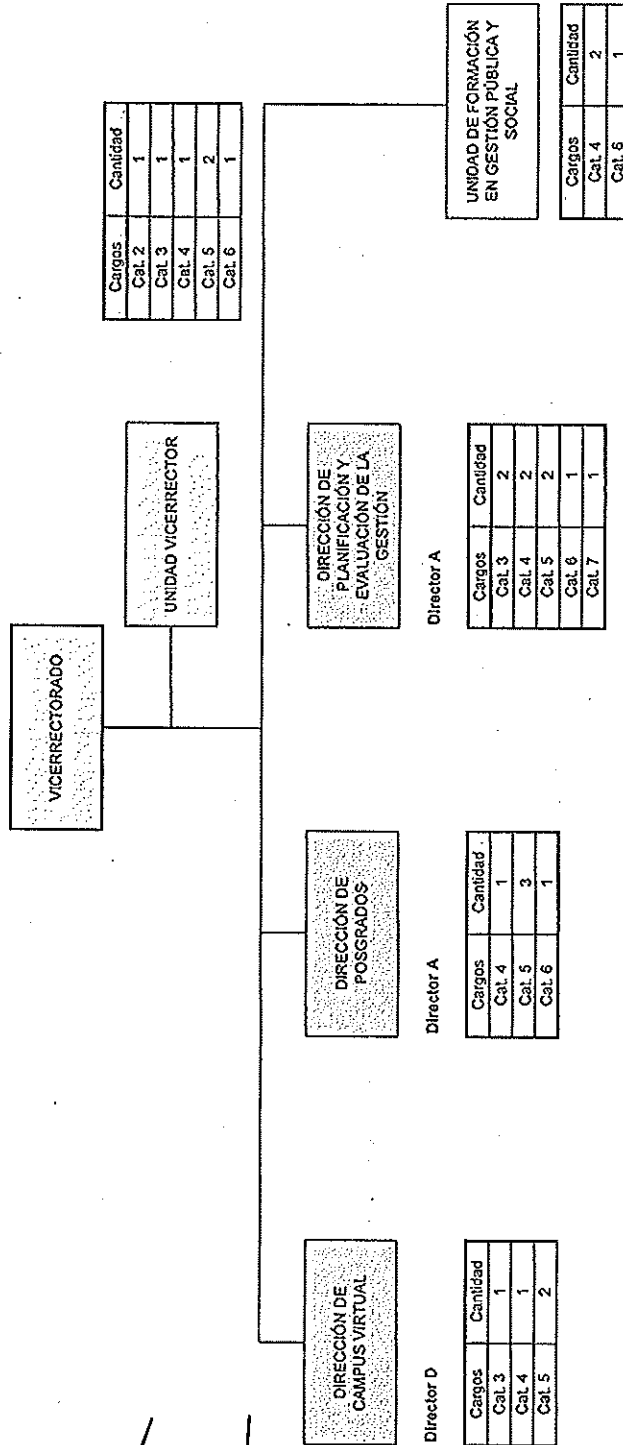 VICERRECTORADO
UNIDAD VICERRECTOR
Cargos Cantidad
Cat. 2 1
Cat. 3 1
Cat. 4 1
Cat. 5 2
Cat. 6 1
DIRECCIÓN DE
CAMPUS VIRTUAL
Director D
Cargos Cantidad
Cat. 3 1
Cat. 4 1
Cat. 5 2
DIRECCIÓN DE
POSGRADOS
Director A
Cargos Cantidad
Cat. 4 1
Cat. 5 3
Cat. 6 1
DIRECCIÓN DE
PLANIFICACIÓN Y
EVALUACIÓN DE LA
GESTIÓN
Director A
Cargos Cantidad
Cat. 3 2
Cat. 4 2
Cat. 5 2
Cat. 6 1
Cat. 7 1
UNIDAD DE FORMACIÓN
EN GESTIÓN PÚBLICA Y
SOCIAL
Cargos Cantidad
Cat. 4 2
Cat. 6 1